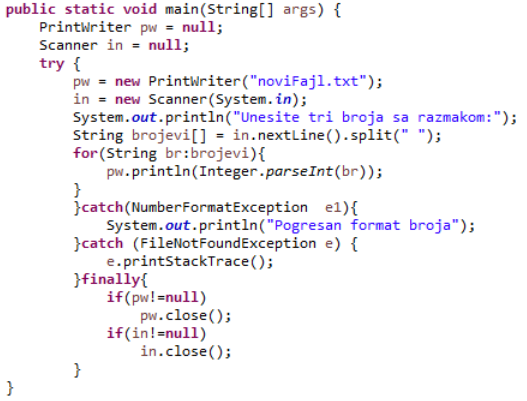 public static void main(String[] args) {
    PrintWriter pw = null;
    Scanner in = null;
    try {
        pw = new PrintWriter("noviFajl.txt");
        in = new Scanner(System.in);
        System.out.println("Unesite tri broja sa razmakom:");
        String brojevi[] = in.nextLine().split(" ");
        for(String br:brojevi){
            pw.println(Integer.parseInt(br));
        }
        }catch(NumberFormatException  e1){
            System.out.println("Pogresan format broja");
        }catch (FileNotFoundException e) {
            e.printStackTrace();
        }finally{
            if(pw!=null)
                pw.close();
            if(in!=null)
                in.close();
        }
}